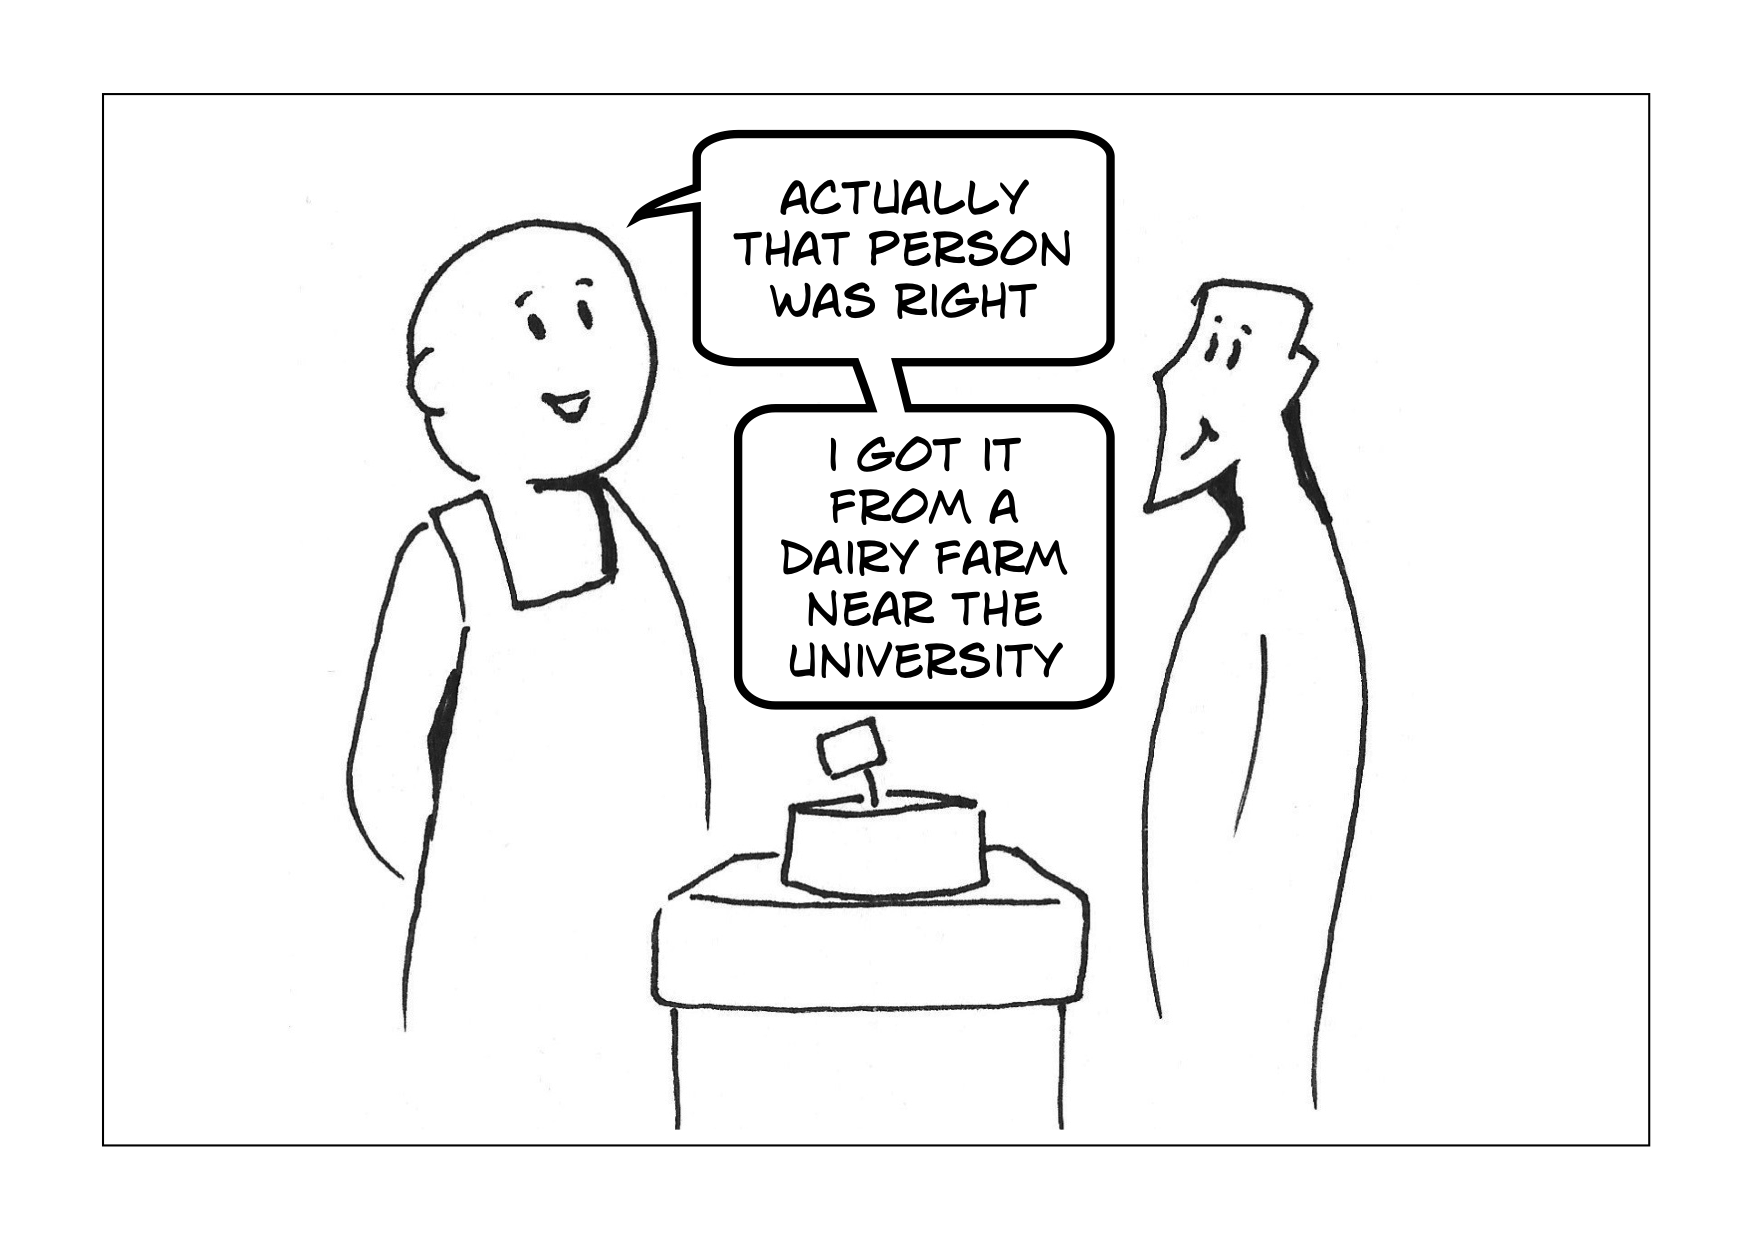 ACTUALLY
THAT PERSON
WAS RIGHT
I GOT IT
FROM A
DAIRY FARM
NEAR THE
UNIVERSITY